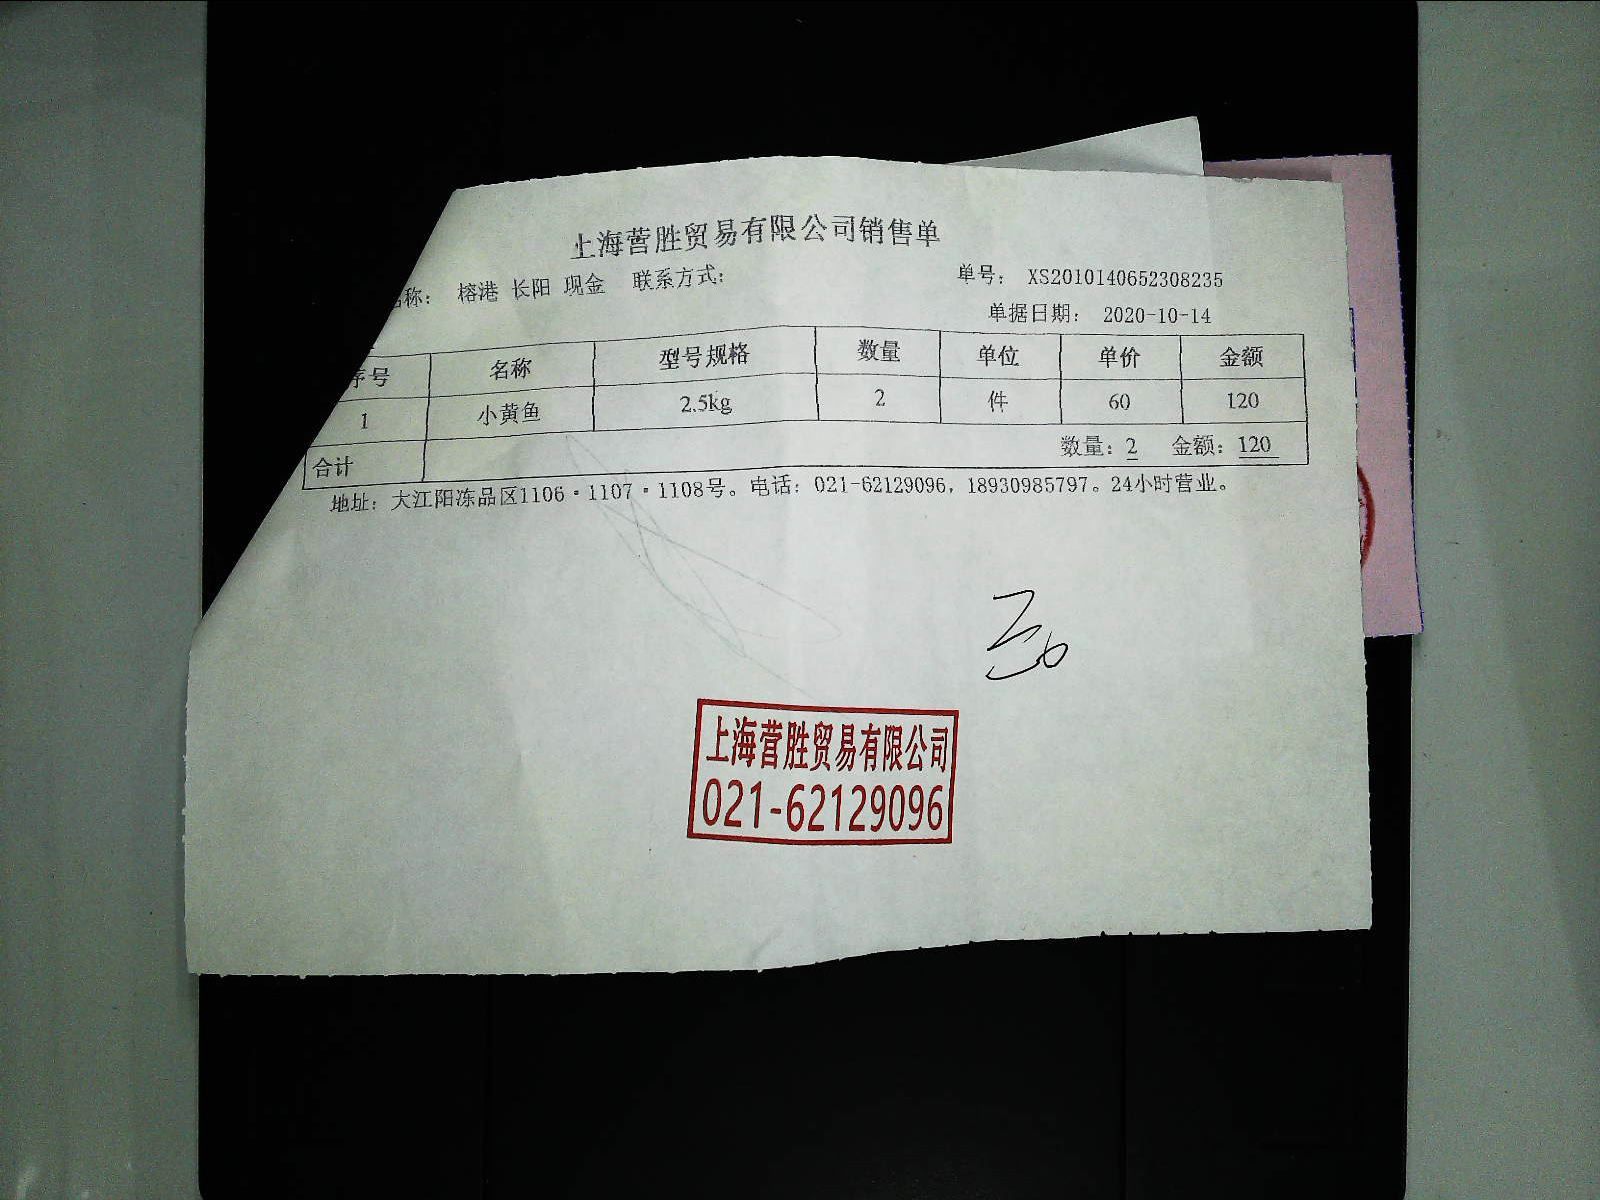 上海营胜贸易有限公司销售单
称： 榕港 长阳 现金 联系方式：
单号： XS2010140652308235
单据日期： 2020-10-14
序号 名称 型号规格 数量 单位 单价 金额
1 小黄鱼 2.5kg 2 件 60 120
合计 数量：2 金额：120
地址：大江阳冻品区1106·1107·1108号。电话：021-62129096，18930985797。24小时营业。
上海营胜贸易有限公司
021-62129096